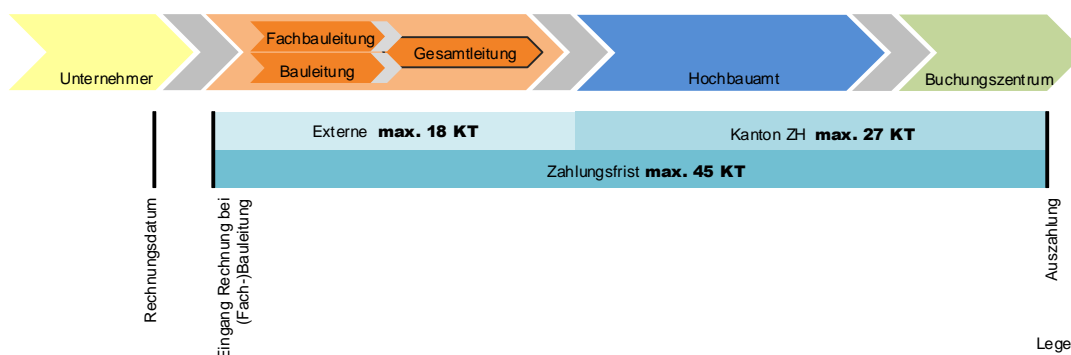 Fachbauleitung
Gesamtleitung
Bauleitung
Unternehmer
Hochbauamt
Buchungszentrum
Externe max. 18 KT
Kanton ZH max. 27 KT
Zahlungsfrist max. 45 KT
Rechnungsdatum
Eingang Rechnung bei
(Fach-)Bauleitung
Auszahlung
Lege